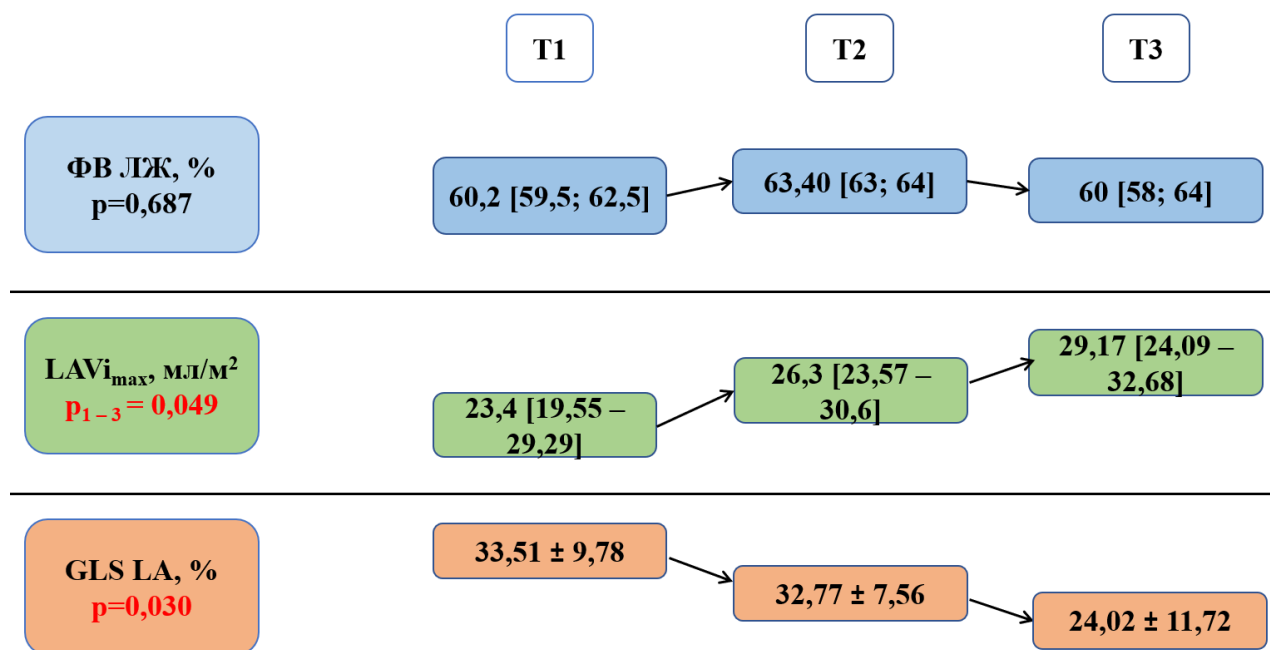 T1
T2
T3
ФВ ЛЖ, %
p=0,687
60,2 [59,5; 62,5]
63,40 [63; 64]
60 [58; 64]
LAVi_max, мл/м²
p_1 – 3 = 0,049
23,4 [19,55 –
29,29]
26,3 [23,57 –
30,6]
29,17 [24,09 –
32,68]
GLS LA, %
p=0,030
33,51 ± 9,78
32,77 ± 7,56
24,02 ± 11,72